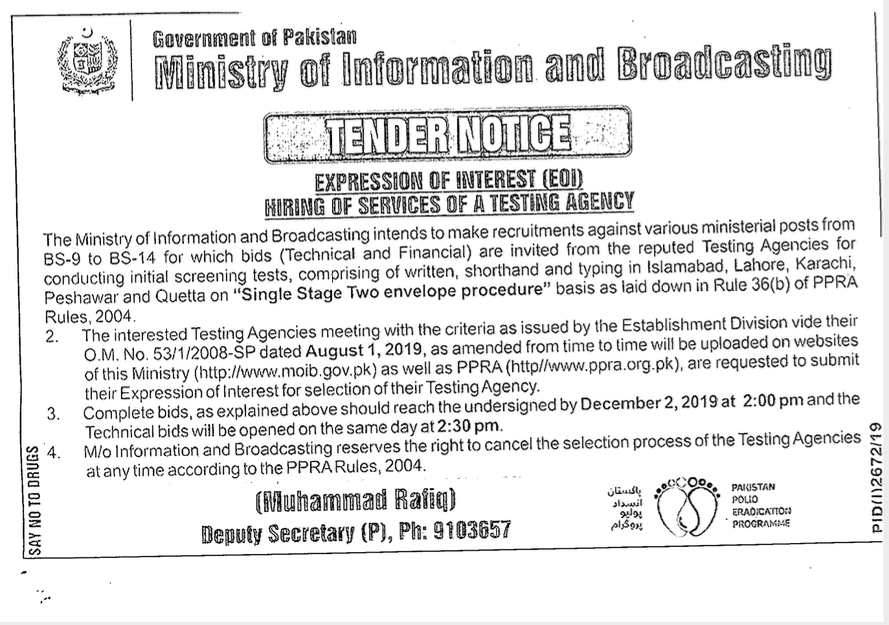 Government of Pakistan
Ministry of Information and Broadcasting
TENDER NOTICE
EXPRESSION OF INTEREST (EOI)
HIRING OF SERVICES OF A TESTING AGENCY
The Ministry of Information and Broadcasting intends to make recruitments against various ministerial posts from
BS-9 to BS-14 for which bids (Technical and Financial) are invited from the reputed Testing Agencies for
conducting initial screening tests, comprising of written, shorthand and typing in Islamabad, Lahore, Karachi,
Peshawar and Quetta on "Single Stage Two envelope procedure" basis as laid down in Rule 36(b) of PPRA
Rules, 2004.
2. The interested Testing Agencies meeting with the criteria as issued by the Establishment Division vide their
O.M. No. 53/1/2008-SP dated August 1, 2019, as amended from time to time will be uploaded on websites
of this Ministry (http://www.moib.gov.pk) as well as PPRA (http//www.ppra.org.pk), are requested to submit
their Expression of Interest for selection of their Testing Agency.
3. Complete bids, as explained above should reach the undersigned by December 2, 2019 at 2:00 pm and the
Technical bids will be opened on the same day at 2:30 pm.
4. M/o Information and Broadcasting reserves the right to cancel the selection process of the Testing Agencies
at any time according to the PPRA Rules, 2004.
(Muhammad Rafiq)
Deputy Secretary (P), Ph: 9103657
پاکستان
انسداد
پولیو
پروگرام
PAKISTAN
POLIO
ERADICATION
PROGRAMME
SAY NO TO DRUGS
PID(I)2672/19